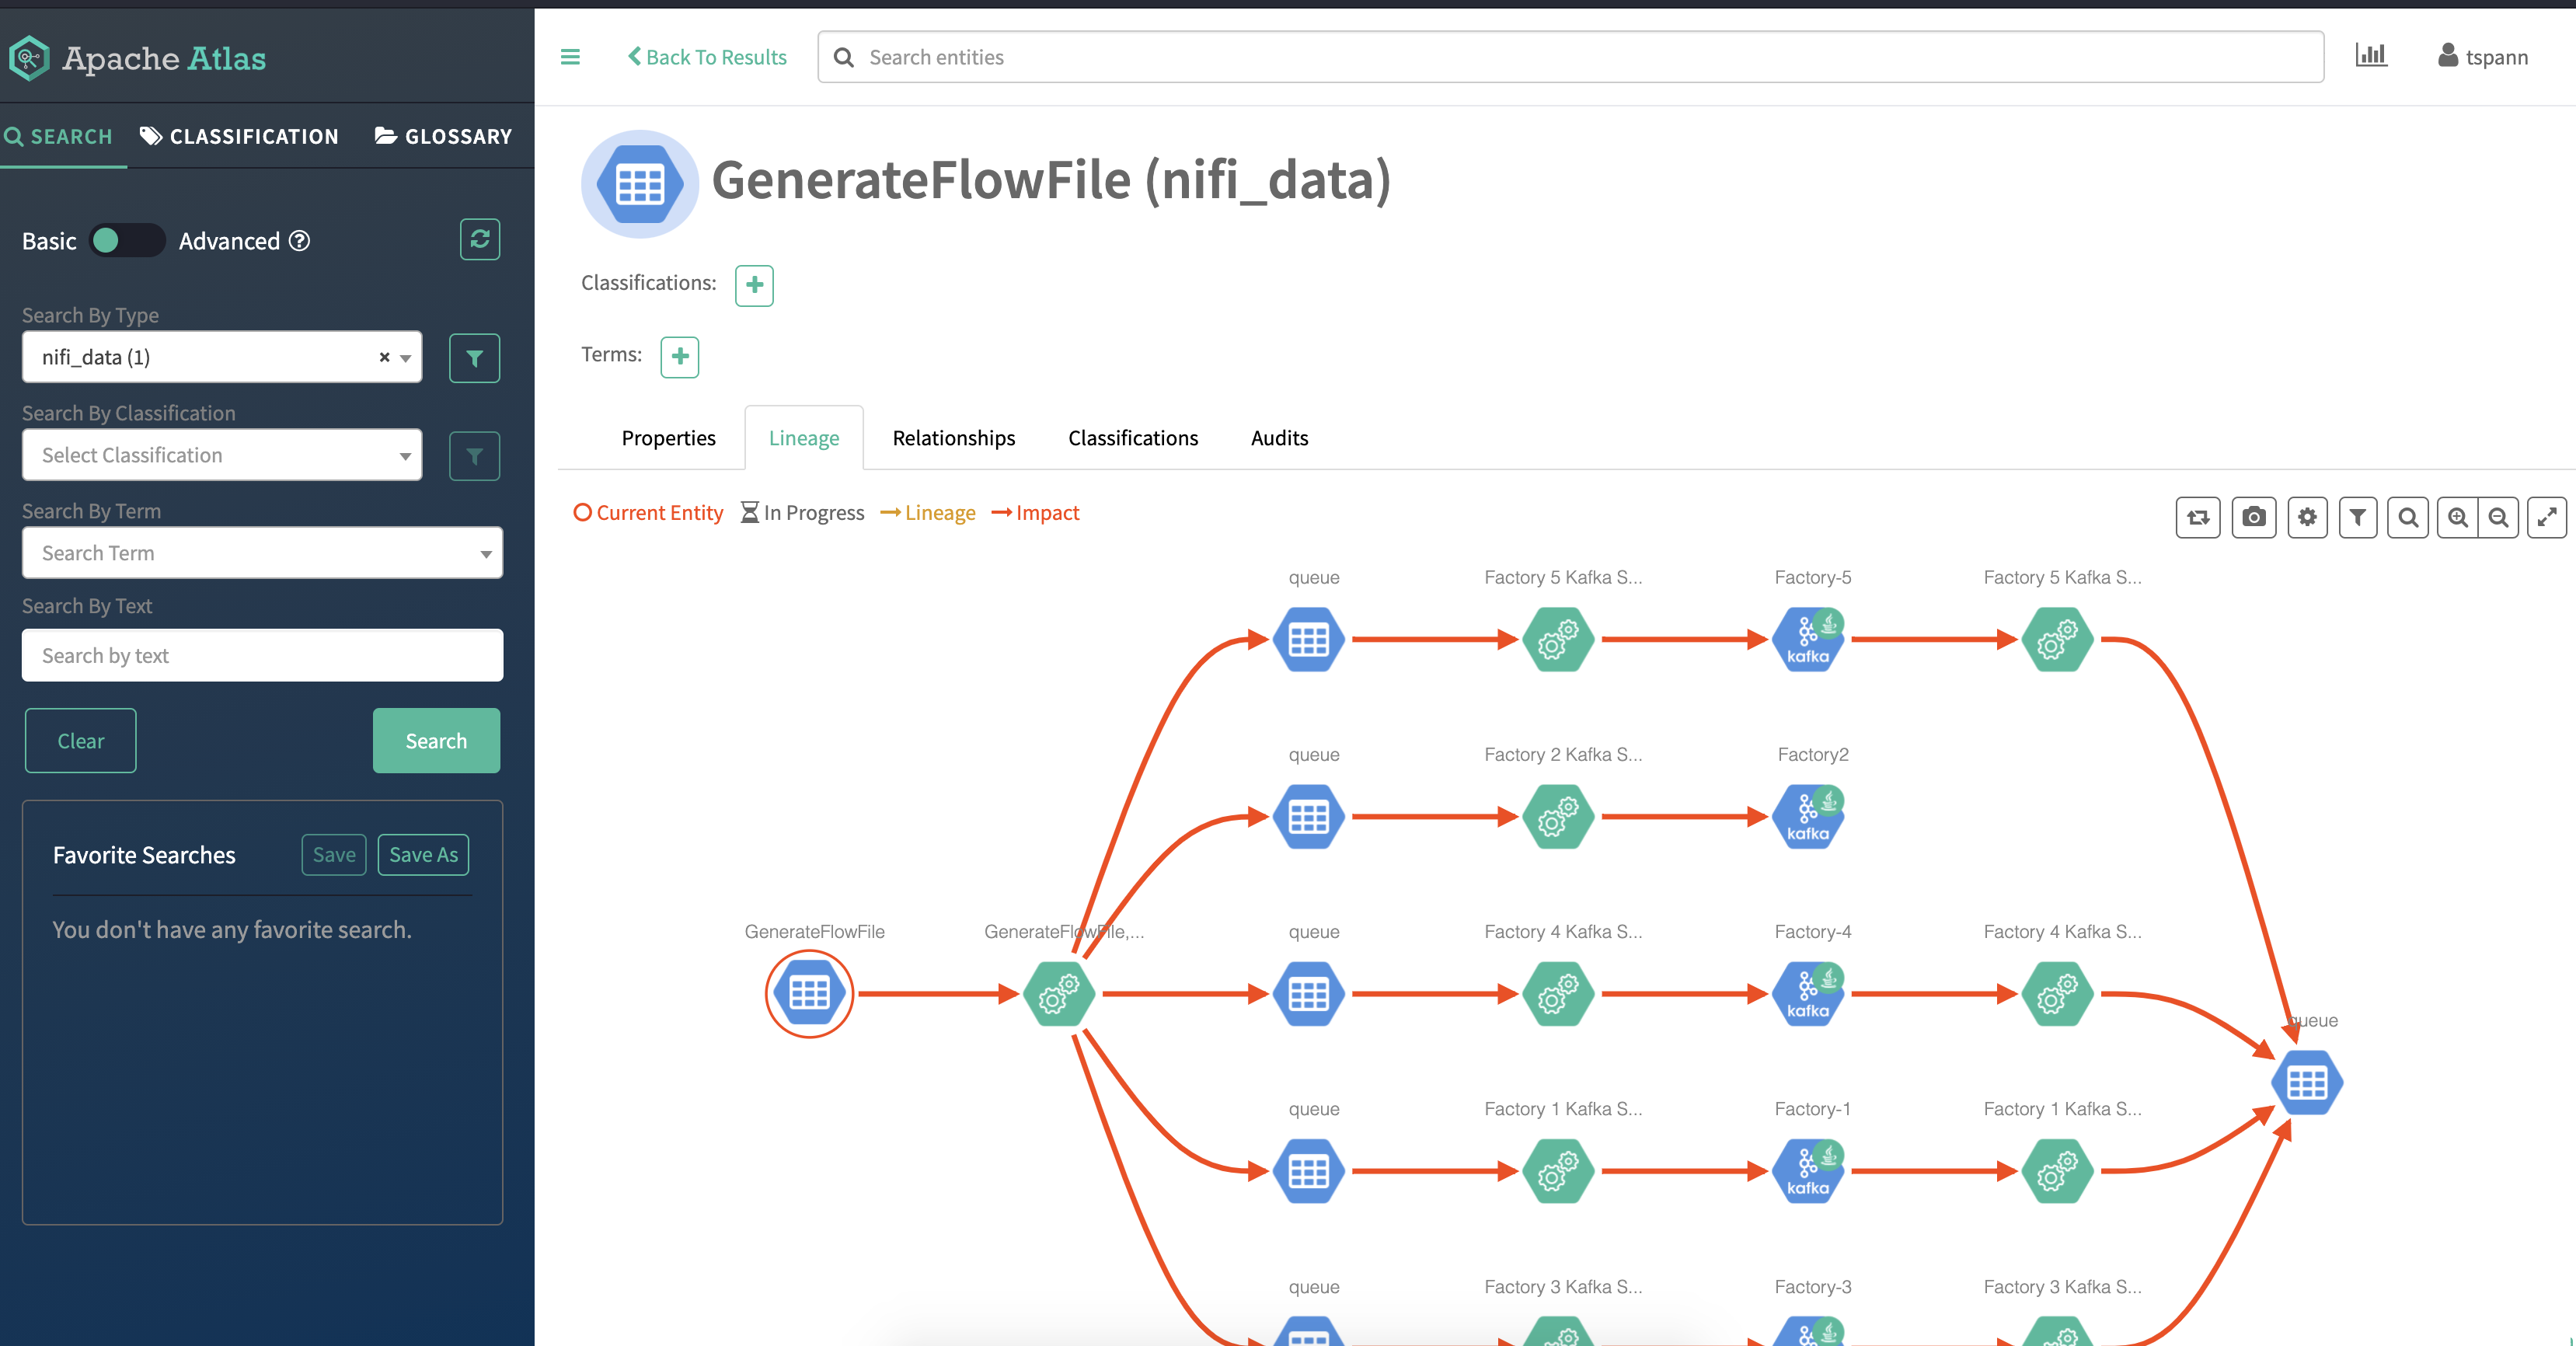 Apache Atlas
Back To Results
Search entities
tspann
SEARCH
CLASSIFICATION
GLOSSARY
GenerateFlowFile (nifi_data)
Basic
Advanced
Classifications:
Search By Type
nifi_data (1)
Terms:
Search By Classification
Select Classification
Properties
Lineage
Relationships
Classifications
Audits
Search By Term
Search Term
Current Entity
In Progress
Lineage
Impact
Search By Text
Search by text
Clear
Search
Favorite Searches
Save
Save As
You don't have any favorite search.
queue
Factory 5 Kafka S...
Factory-5
Factory 5 Kafka S...
kafka
queue
Factory 2 Kafka S...
Factory2
kafka
GenerateFlowFile
GenerateFlowFile,...
queue
Factory 4 Kafka S...
Factory-4
Factory 4 Kafka S...
kafka
queue
queue
Factory 1 Kafka S...
Factory-1
Factory 1 Kafka S...
kafka
queue
Factory 3 Kafka S...
Factory-3
Factory 3 Kafka S...